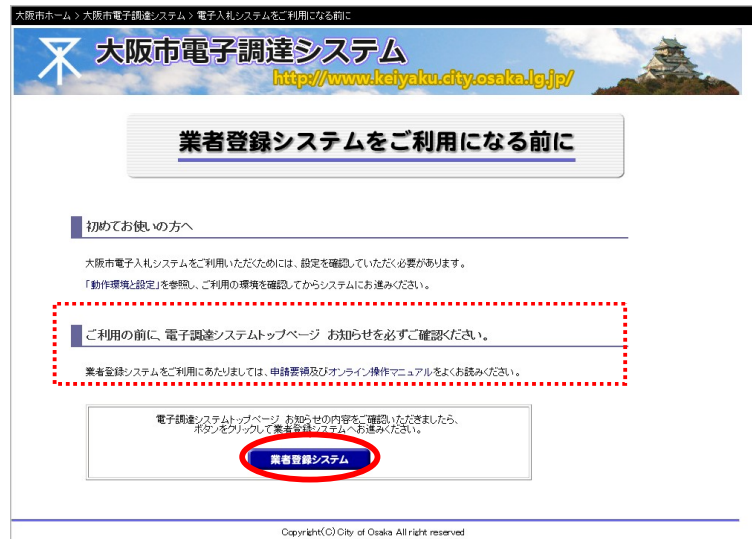 大阪市ホーム > 大阪市電子調達システム > 電子入札システムをご利用になる前に
大阪市電子調達システム
http://www.keiyaku.city.osaka.lg.jp/
業者登録システムをご利用になる前に
初めてお使いの方へ
大阪市電子入札システムをご利用いただくためには、設定を確認していただく必要があります。
「動作環境と設定」を参照し、ご利用の環境を確認してからシステムにお進みください。
ご利用の前に、電子調達システムトップページ お知らせを必ずご確認ください。
業者登録システムをご利用にあたりましては、申請要領及びオンライン操作マニュアルをよくお読みください。
電子調達システムトップページ お知らせの内容をご確認いただきましたら、
ボタンをクリックして業者登録システムへお進みください。
業者登録システム
Copyright(C) City of Osaka All right reserved